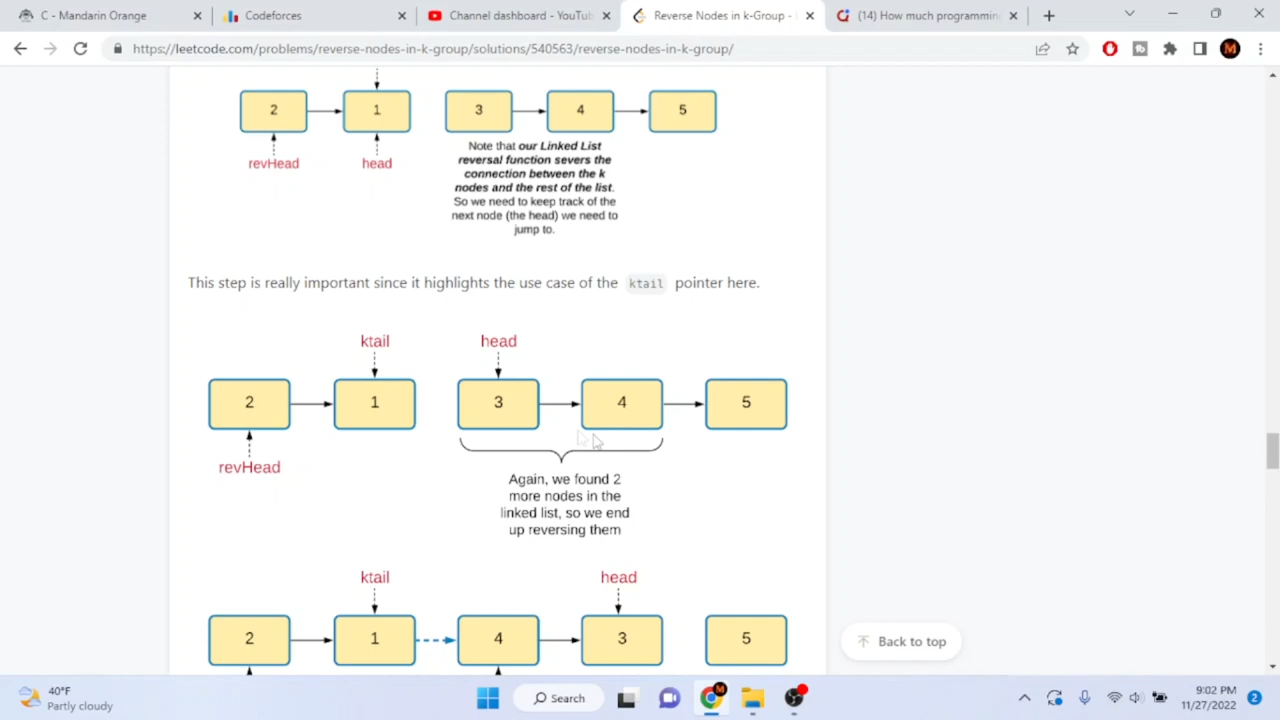 C - Mandarin Orange
Codeforces
Channel dashboard - YouTub
Reverse Nodes in k-Group -
(14) How much programmin
https://leetcode.com/problems/reverse-nodes-in-k-group/solutions/540563/reverse-nodes-in-k-group/
M
2 1 3 4 5
revHead head
Note that our Linked List
reversal function severs the
connection between the k
nodes and the rest of the list.
So we need to keep track of the
next node (the head) we need to
jump to.
This step is really important since it highlights the use case of the ktail pointer here.
ktail head
2 1 3 4 5
revHead
Again, we found 2
more nodes in the
linked list, so we end
up reversing them
ktail head
2 1 4 3 5
Back to top
40°F
Partly cloudy
Search
M
9:02 PM
11/27/2022
2